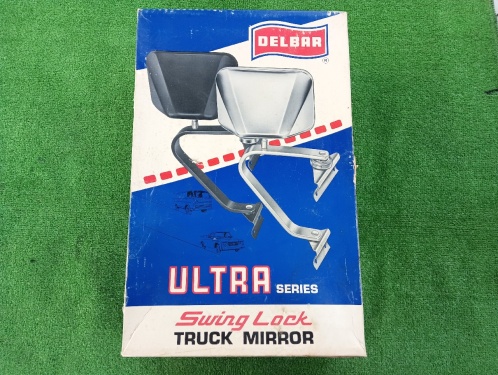 DELBAR
®
ULTRA SERIES
Swing Lock
TRUCK MIRROR